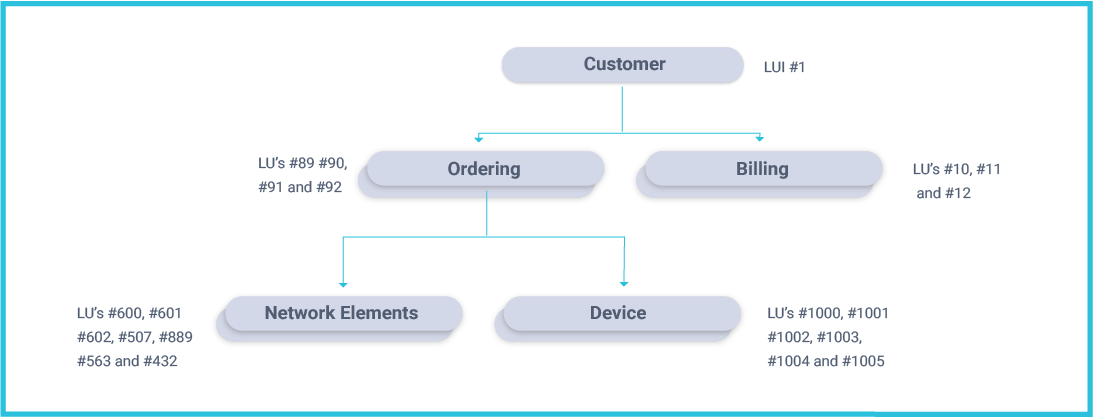 Customer
LUI #1
LU’s #89 #90,
#91 and #92
Ordering
Billing
LU’s #10, #11
and #12
LU’s #600, #601
#602, #507, #889
#563 and #432
Network Elements
Device
LU’s #1000, #1001
#1002, #1003,
#1004 and #1005